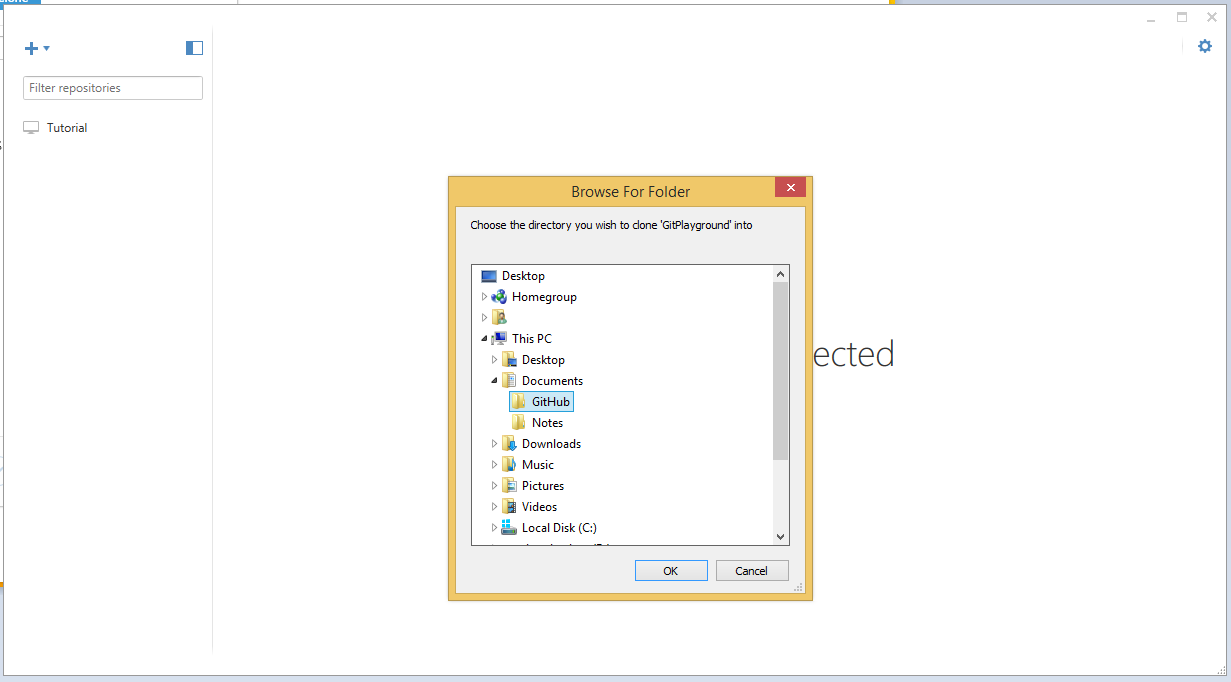 Filter repositories
Tutorial
ected
Browse For Folder
Choose the directory you wish to clone 'GitPlayground' into
Desktop
Homegroup
This PC
Desktop
Documents
GitHub
Notes
Downloads
Music
Pictures
Videos
Local Disk (C:)
OK
Cancel